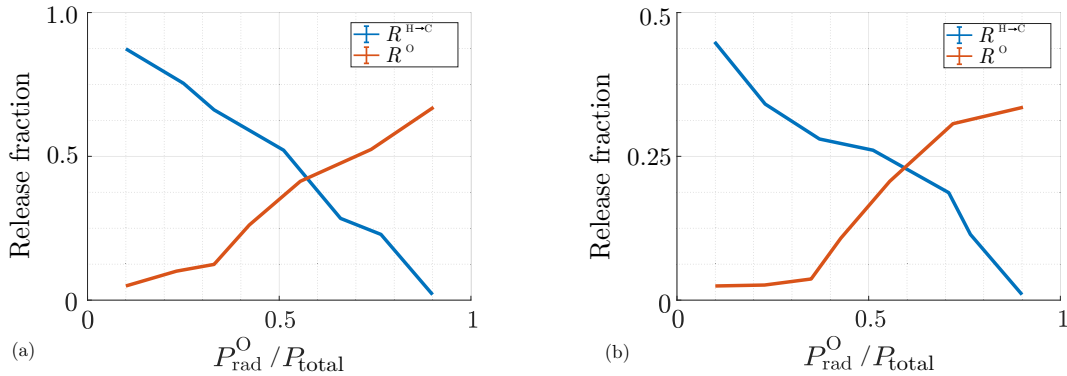 1.0
0.5
0
Release fraction
R^H→C
R^O
0
0.5
1
P^O_rad /P_total
(a)
0.5
0.25
0
Release fraction
R^H→C
R^O
0
0.5
1
P^O_rad /P_total
(b)